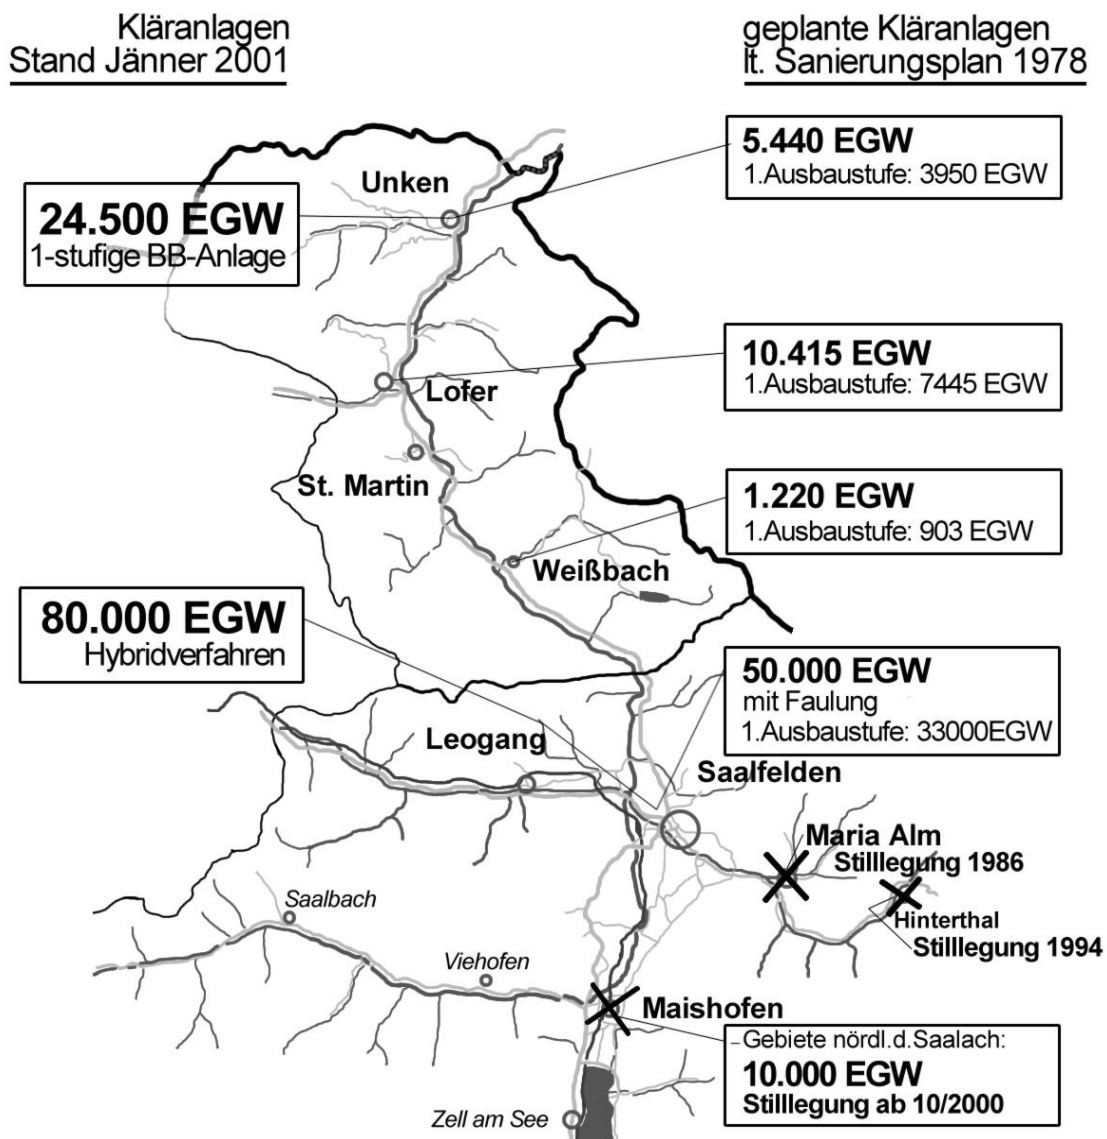 Kläranlagen
Stand Jänner 2001
geplante Kläranlagen
lt. Sanierungsplan 1978
5.440 EGW
1.Ausbaustufe: 3950 EGW
Unken
24.500 EGW
1-stufige BB-Anlage
10.415 EGW
1.Ausbaustufe: 7445 EGW
Lofer
St. Martin
1.220 EGW
1.Ausbaustufe: 903 EGW
Weißbach
80.000 EGW
Hybridverfahren
50.000 EGW
mit Faulung
1.Ausbaustufe: 33000EGW
Leogang
Saalfelden
Maria Alm
Stilllegung 1986
Saalbach
Hinterthal
Stilllegung 1994
Viehofen
Maishofen
Gebiete nördl.d.Saalach:
10.000 EGW
Stilllegung ab 10/2000
Zell am See